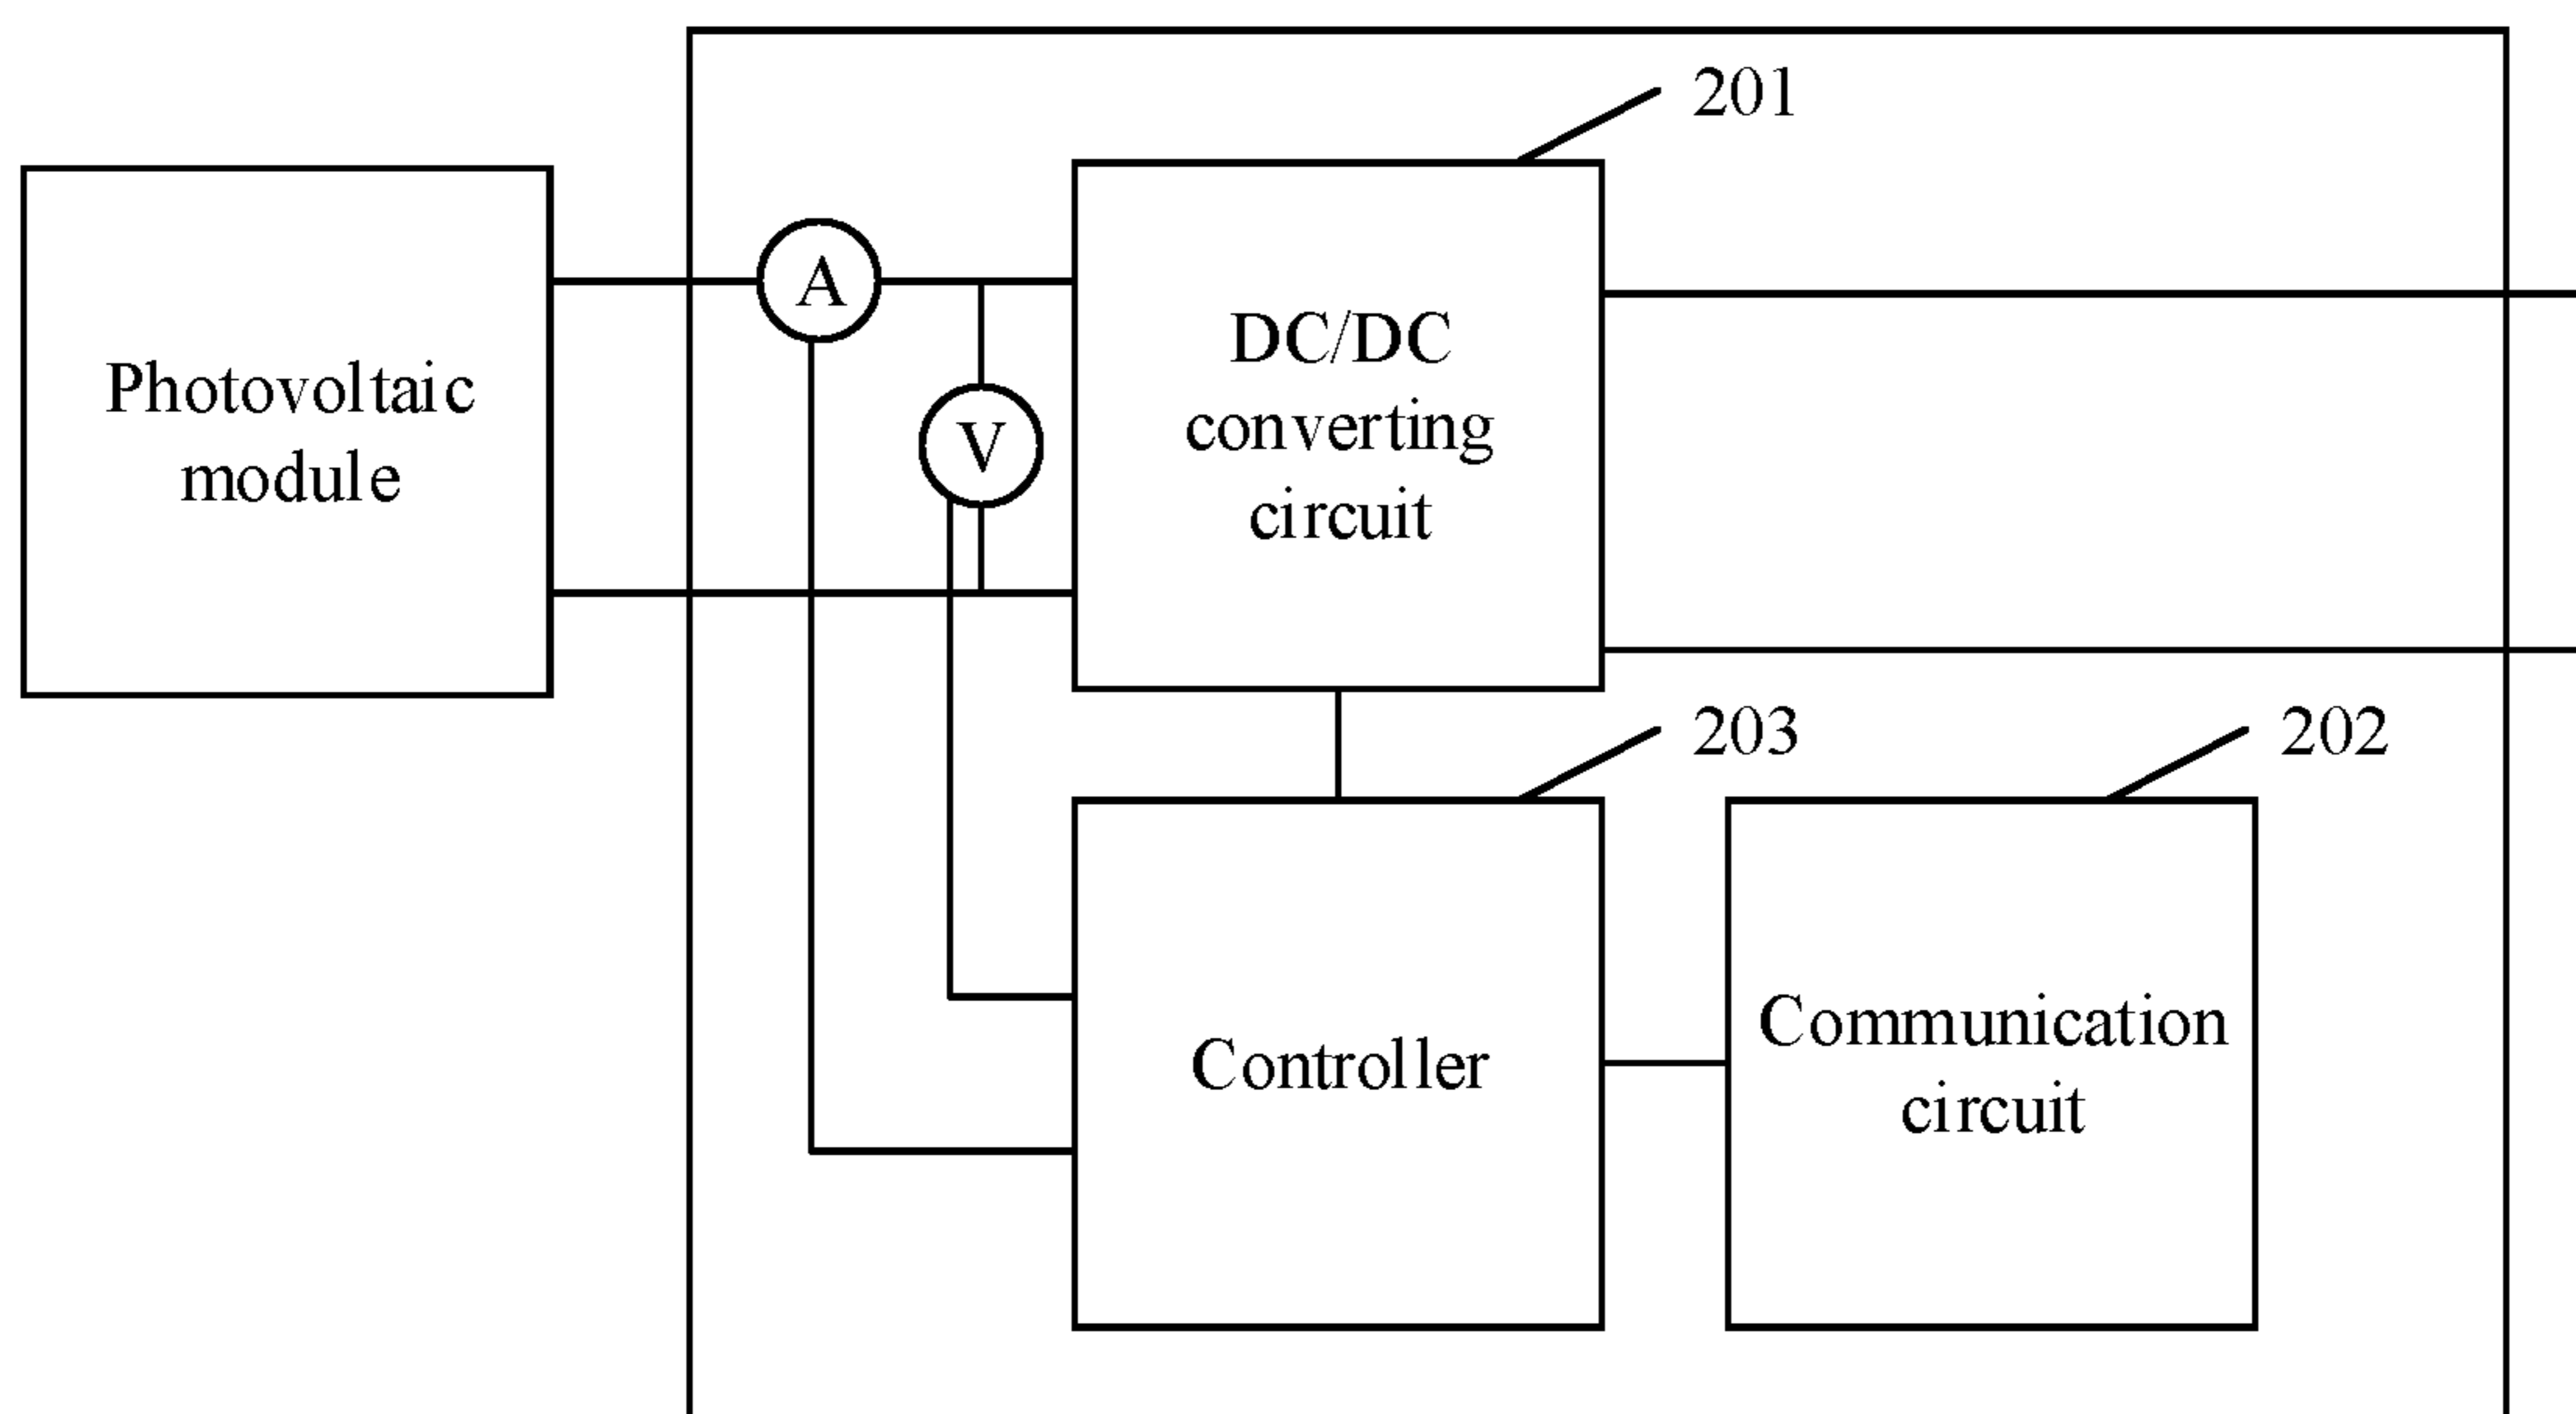 201
A
Photovoltaic
module
V
DC/DC
converting
circuit
203
202
Controller
Communication
circuit